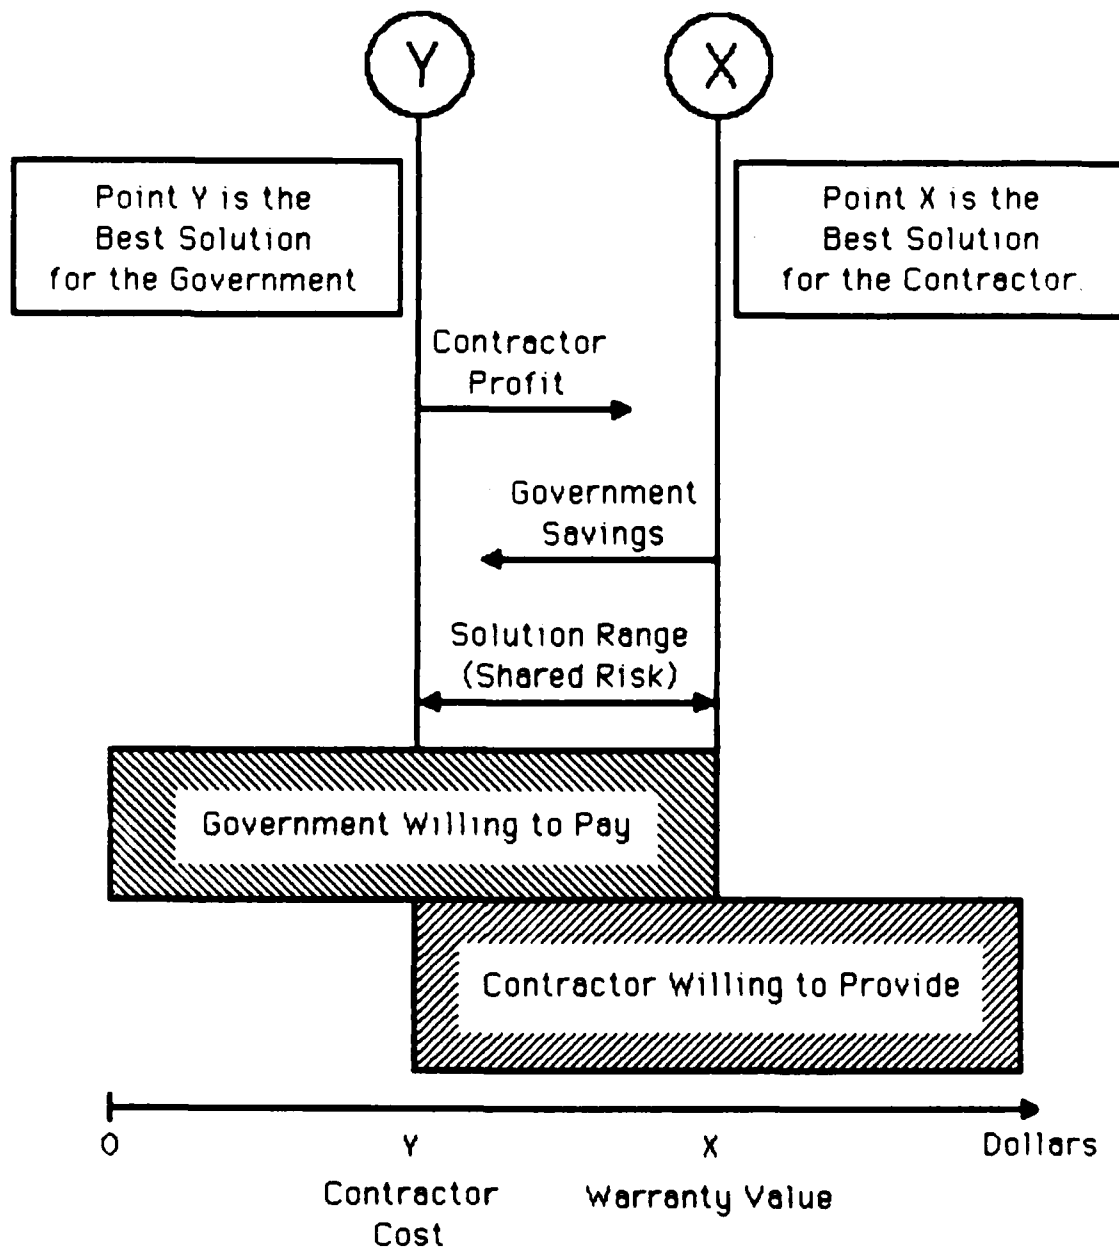 Y
X
Point Y is the
Best Solution
for the Government
Point X is the
Best Solution
for the Contractor.
Contractor
Profit
Government
Savings
Solution Range
(Shared Risk)
Government Willing to Pay
Contractor Willing to Provide
0
Y
X
Dollars
Contractor
Cost
Warranty Value